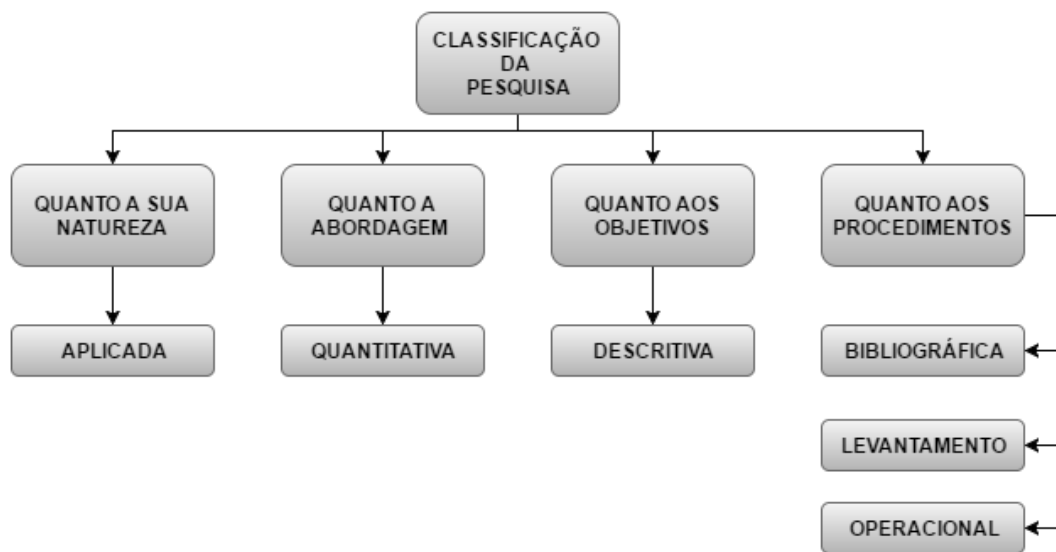 CLASSIFICAÇÃO
DA
PESQUISA
QUANTO A SUA
NATUREZA
QUANTO A
ABORDAGEM
QUANTO AOS
OBJETIVOS
QUANTO AOS
PROCEDIMENTOS
APLICADA
QUANTITATIVA
DESCRITIVA
BIBLIOGRÁFICA
LEVANTAMENTO
OPERACIONAL